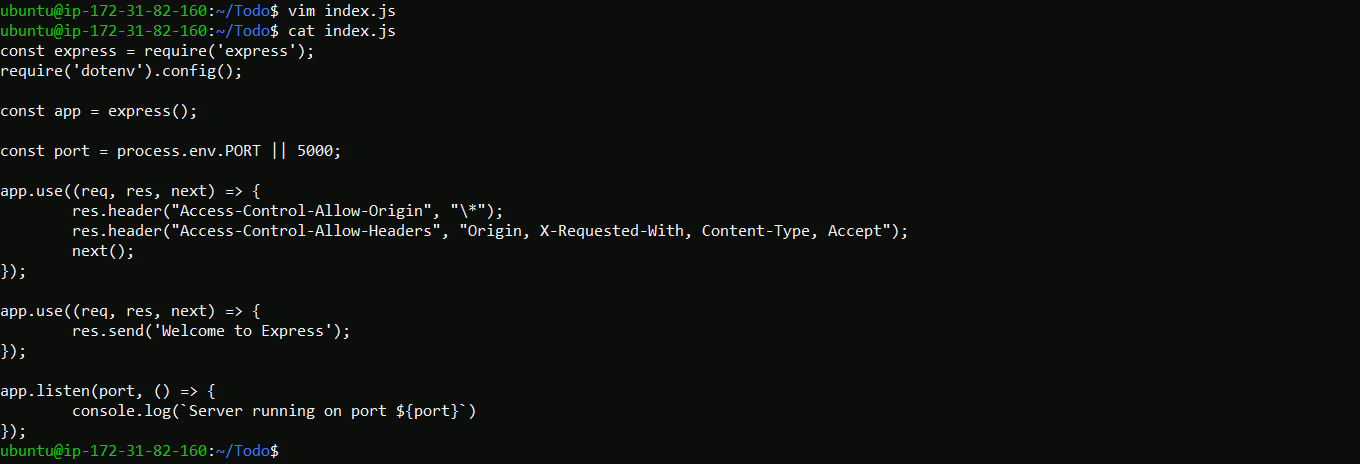 ubuntu@ip-172-31-82-160:~/Todo$ vim index.js
ubuntu@ip-172-31-82-160:~/Todo$ cat index.js
const express = require('express');
require('dotenv').config();

const app = express();

const port = process.env.PORT || 5000;

app.use((req, res, next) => {
        res.header("Access-Control-Allow-Origin", "\*");
        res.header("Access-Control-Allow-Headers", "Origin, X-Requested-With, Content-Type, Accept");
        next();
});

app.use((req, res, next) => {
        res.send('Welcome to Express');
});

app.listen(port, () => {
        console.log(`Server running on port ${port}`)
});
ubuntu@ip-172-31-82-160:~/Todo$